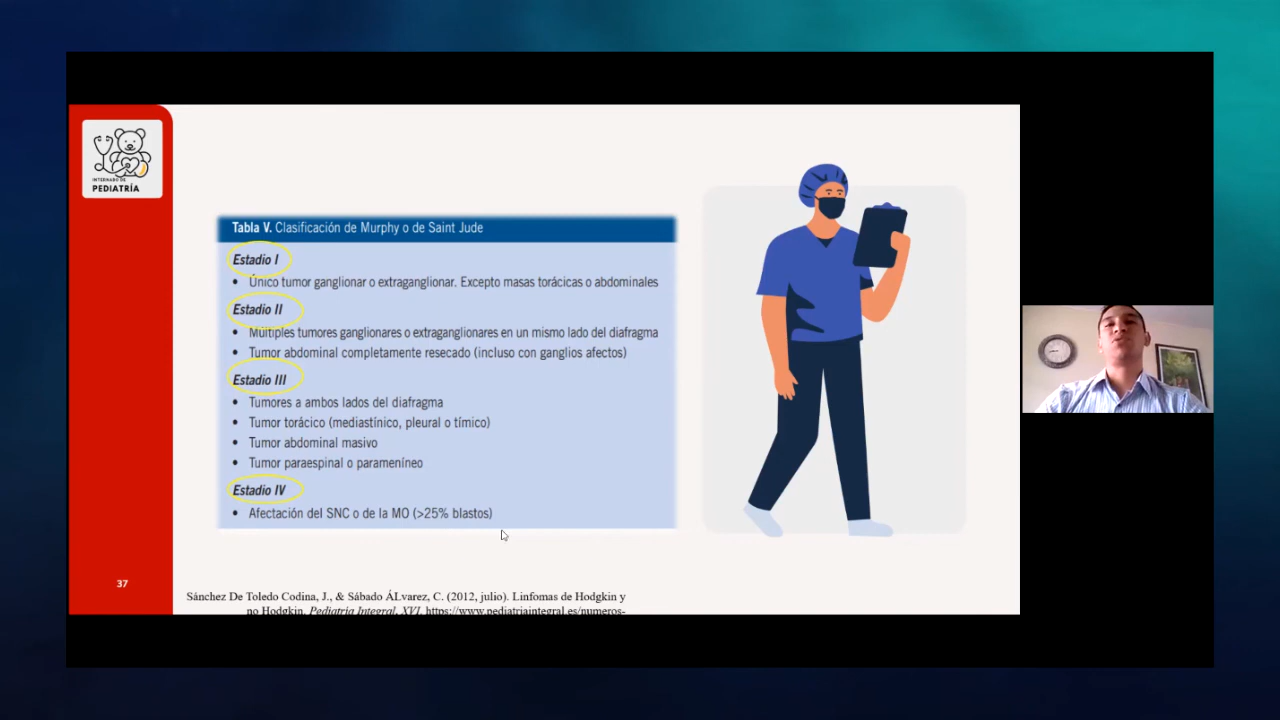 INTERNADO DE
PEDIATRÍA
Tabla V. Clasificación de Murphy o de Saint Jude
Estadio I
• Único tumor ganglionar o extraganglionar. Excepto masas torácicas o abdominales
Estadio II
• Múltiples tumores ganglionares o extraganglionares en un mismo lado del diafragma
• Tumor abdominal completamente resecado (incluso con ganglios afectos)
Estadio III
• Tumores a ambos lados del diafragma
• Tumor torácico (mediastínico, pleural o tímico)
• Tumor abdominal masivo
• Tumor paraespinal o parameníneo
Estadio IV
• Afectación del SNC o de la MO (>25% blastos)
37
Sánchez De Toledo Codina, J., & Sábado ÁLvarez, C. (2012, julio). Linfomas de Hodgkin y
no Hodgkin. Pediatria Integral, XVI. https://www.pediatriaintegral.es/numeros-